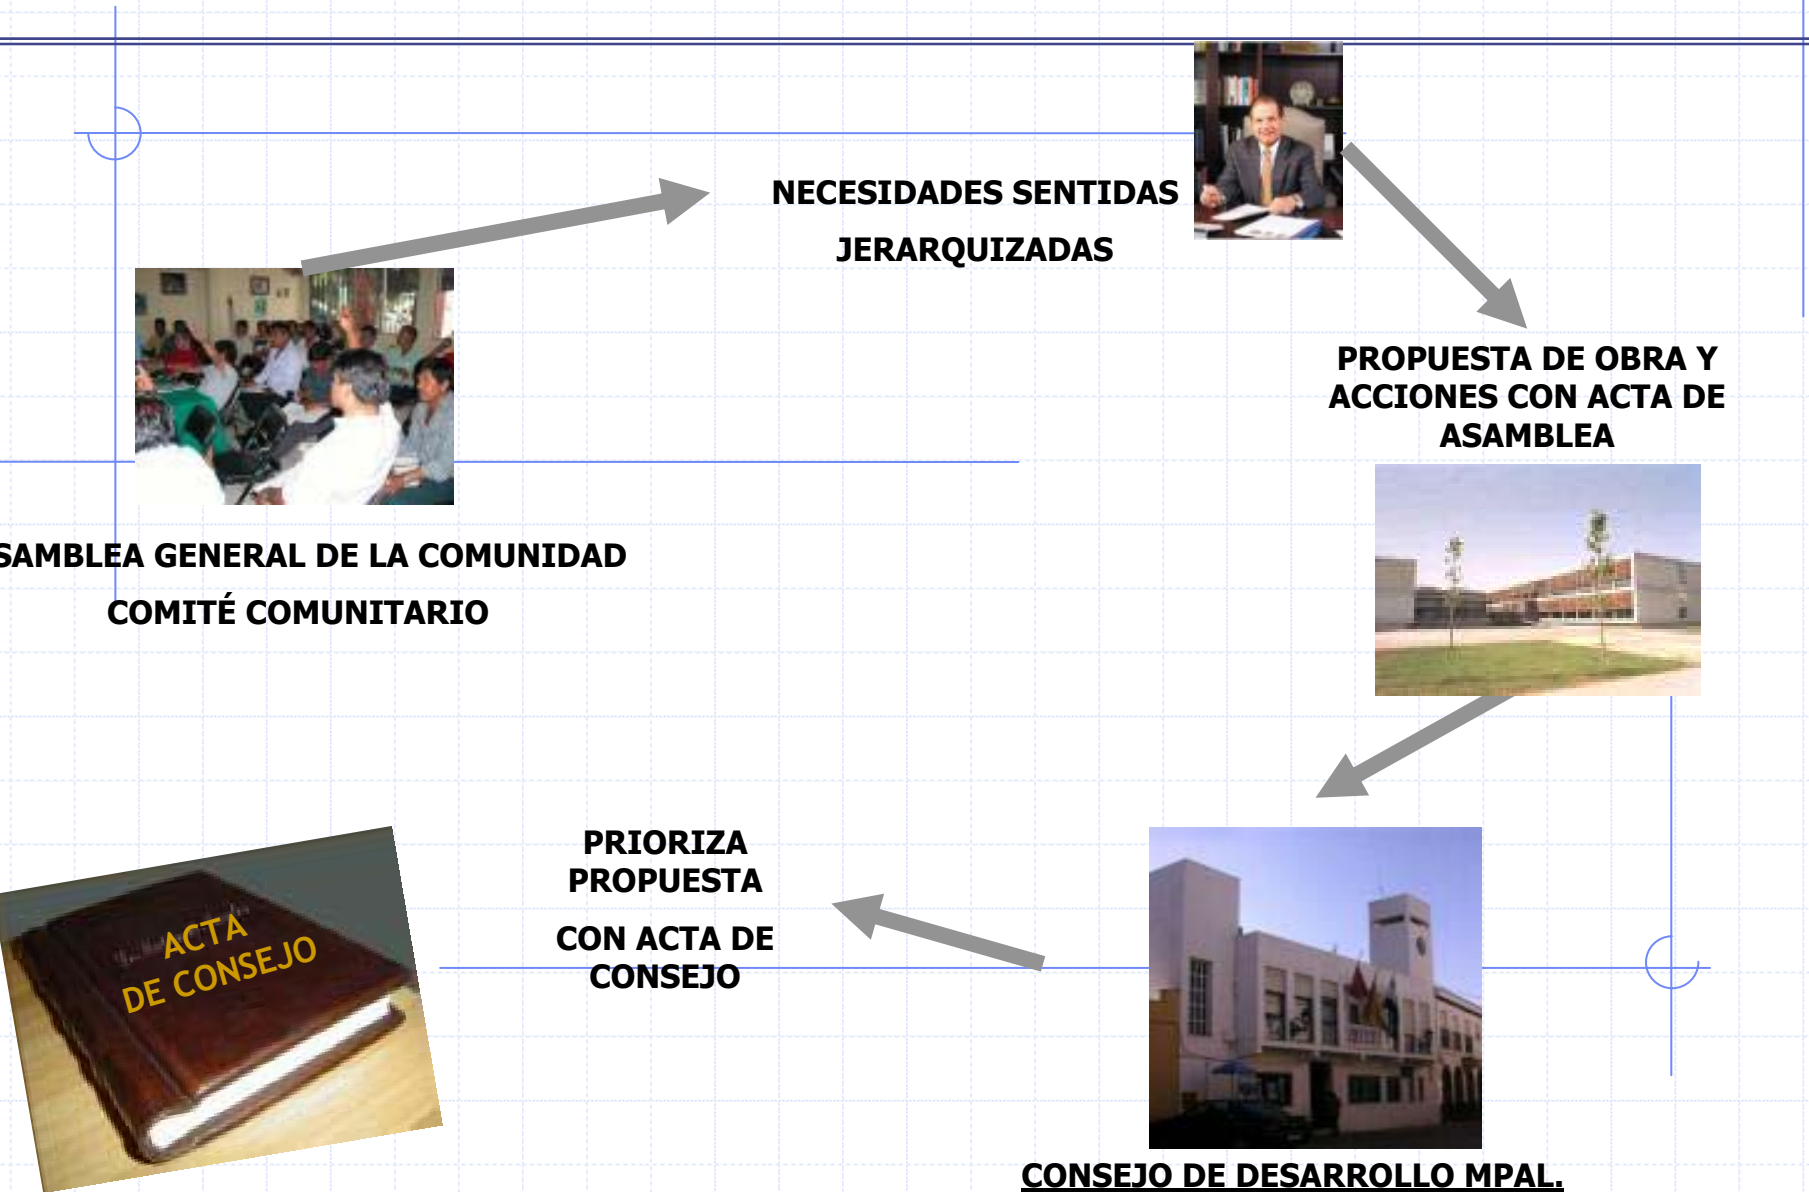 NECESIDADES SENTIDAS
JERARQUIZADAS
PROPUESTA DE OBRA Y
ACCIONES CON ACTA DE
ASAMBLEA
SAMBLEA GENERAL DE LA COMUNIDAD
COMITÉ COMUNITARIO
PRIORIZA
PROPUESTA
CON ACTA DE
CONSEJO
ACTA
DE CONSEJO
CONSEJO DE DESARROLLO MPAL.